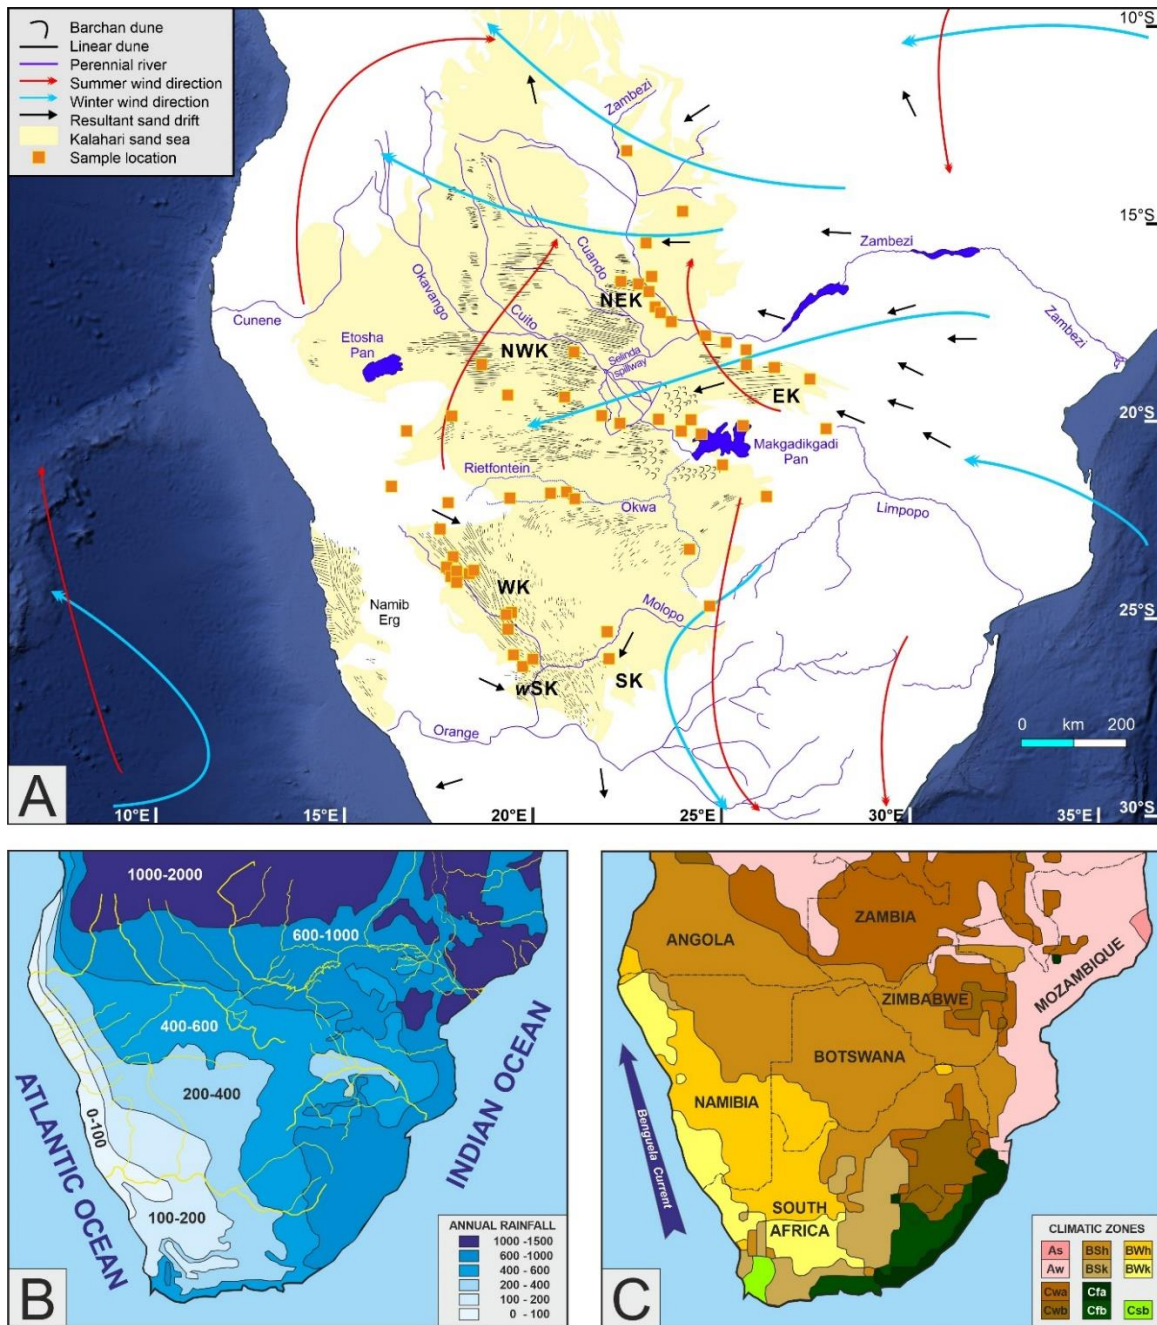 Barchan dune
Linear dune
Perennial river
Summer wind direction
Winter wind direction
Resultant sand drift
Kalahari sand sea
Sample location
10°S
15°S
20°S
25°S
30°S
Zambezi
Zambezi
Zambezi
Cunene
Okavango
Cuando
Cuito
NEK
Etosha
Pan
NWK
Selinda
spillway
EK
Makgadikgadi
Pan
Rietfontein
Okwa
Limpopo
Namib
Erg
WK
Molopo
wSK
SK
Orange
0 km 200
A
10°E 15°E 20°E 25°E 30°E 35°E
1000-2000
600-1000
400-600
200-400
0-100
100-200
ATLANTIC OCEAN
INDIAN OCEAN
ANNUAL RAINFALL
1000 -1500
600 -1000
400 - 600
200 - 400
100 - 200
0 - 100
B
ZAMBIA
ANGOLA
MOZAMBIQUE
ZIMBABWE
BOTSWANA
NAMIBIA
Benguela Current
SOUTH
AFRICA
CLIMATIC ZONES
As BSh BWh
Aw BSk BWk
Cwa Cfa
Cwb Cfb Csb
C